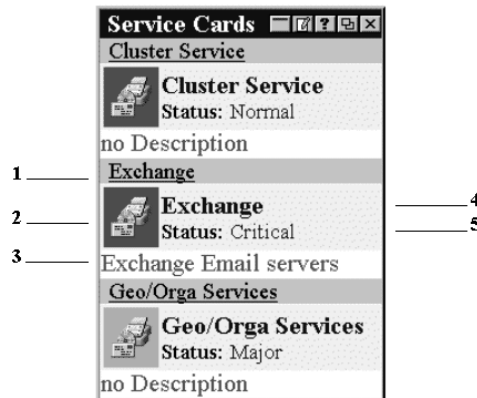 Service Cards
Cluster Service
Cluster Service
Status: Normal
no Description
1 Exchange
2 Exchange 4
Status: Critical 5
3 Exchange Email servers
Geo/Orga Services
Geo/Orga Services
Status: Major
no Description